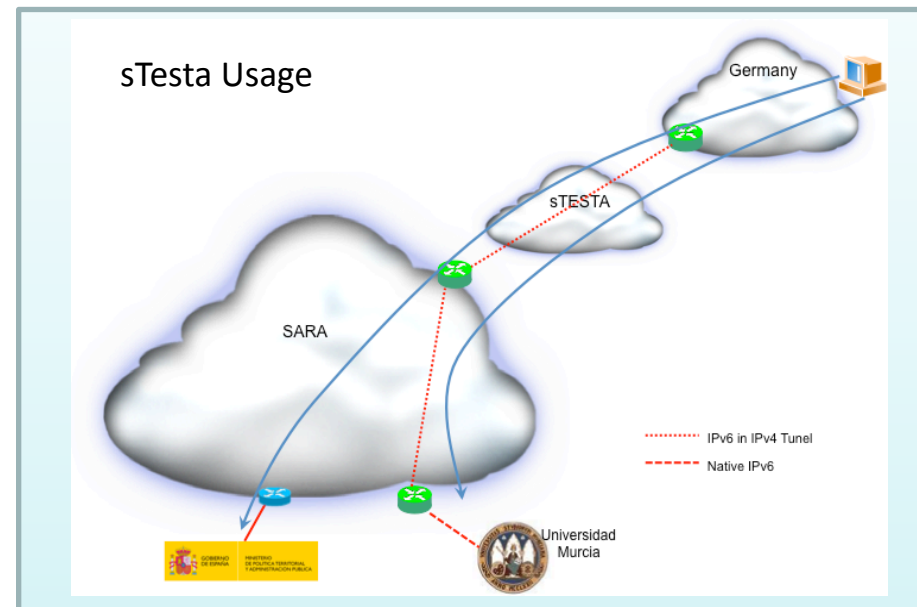 sTesta Usage
Germany
sTESTA
SARA
IPv6 in IPv4 Tunel
Native IPv6
Universidad
Murcia
GOBIERNO
DE ESPAÑA
MINISTERIO
DE POLÍTICA TERRITORIAL
Y ADMINISTRACIÓN PÚBLICA